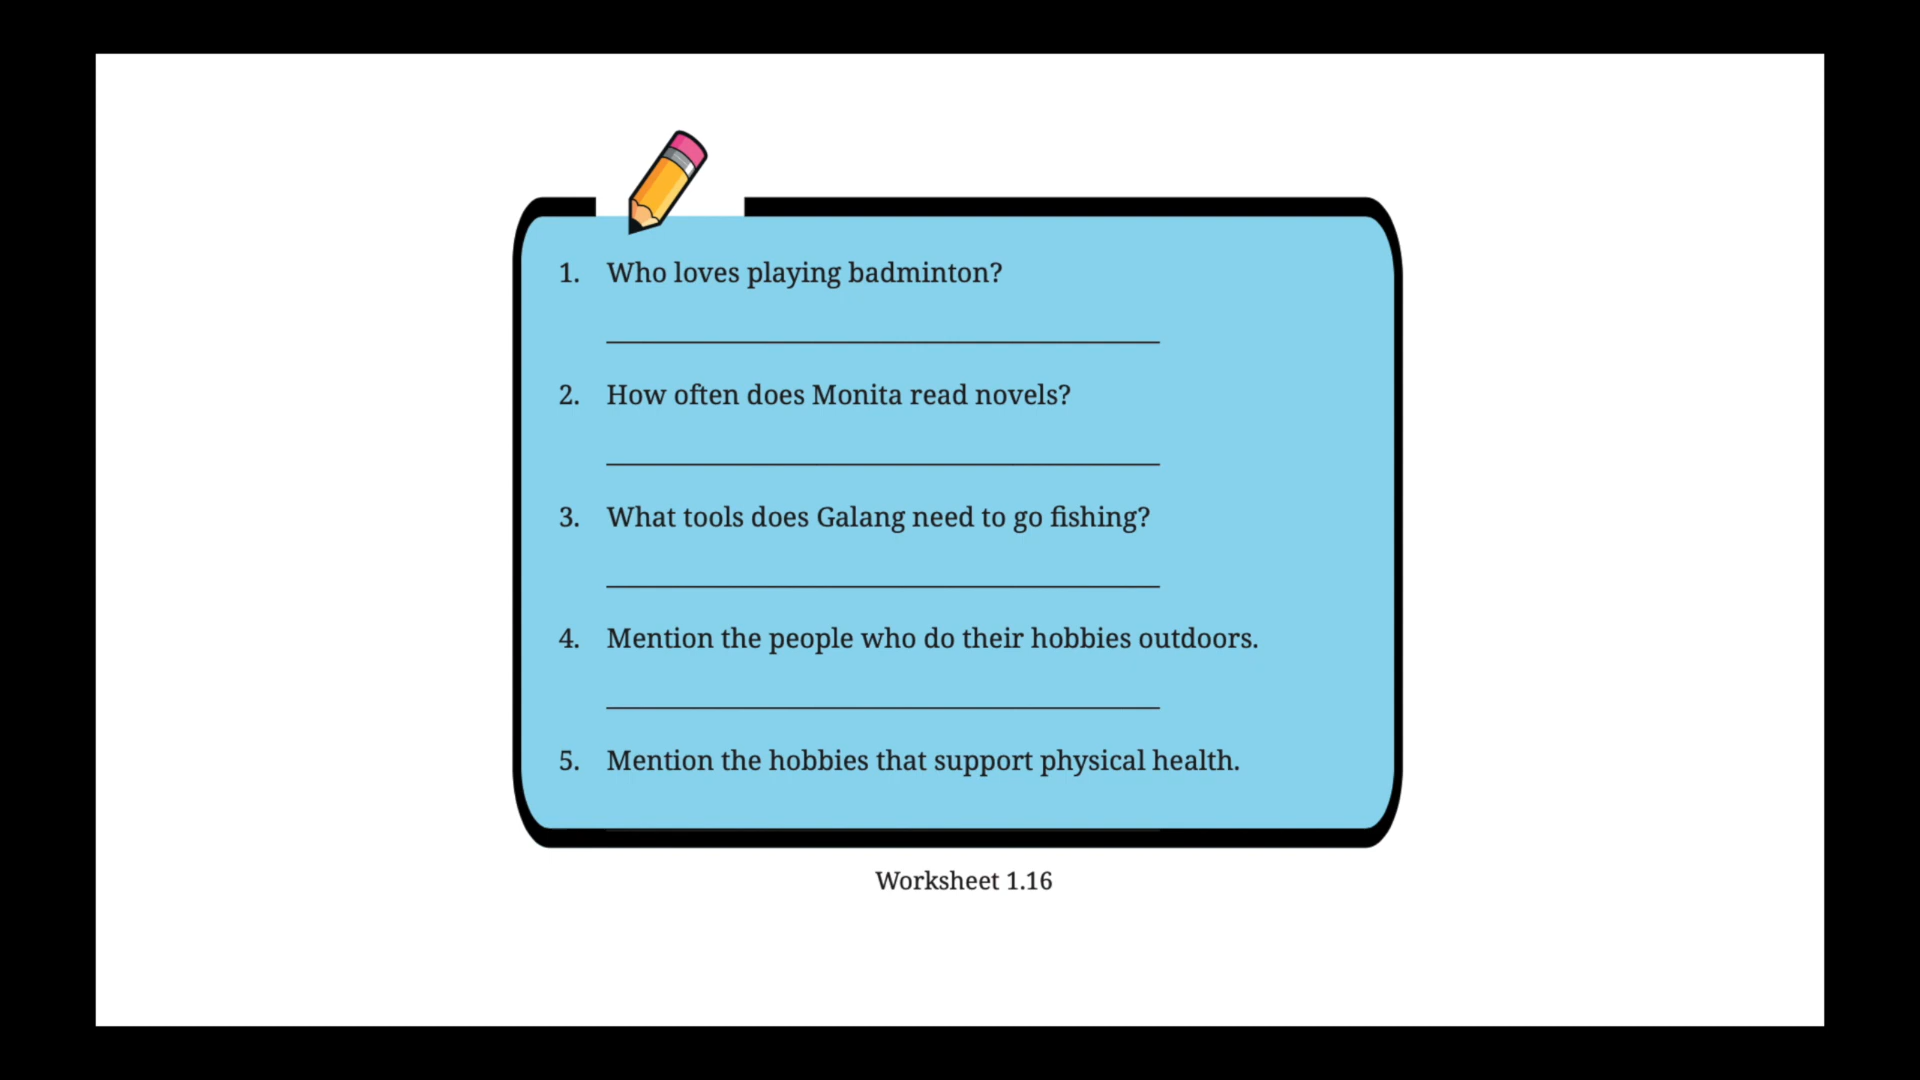 1. Who loves playing badminton?
2. How often does Monita read novels?
3. What tools does Galang need to go fishing?
4. Mention the people who do their hobbies outdoors.
5. Mention the hobbies that support physical health.
Worksheet 1.16